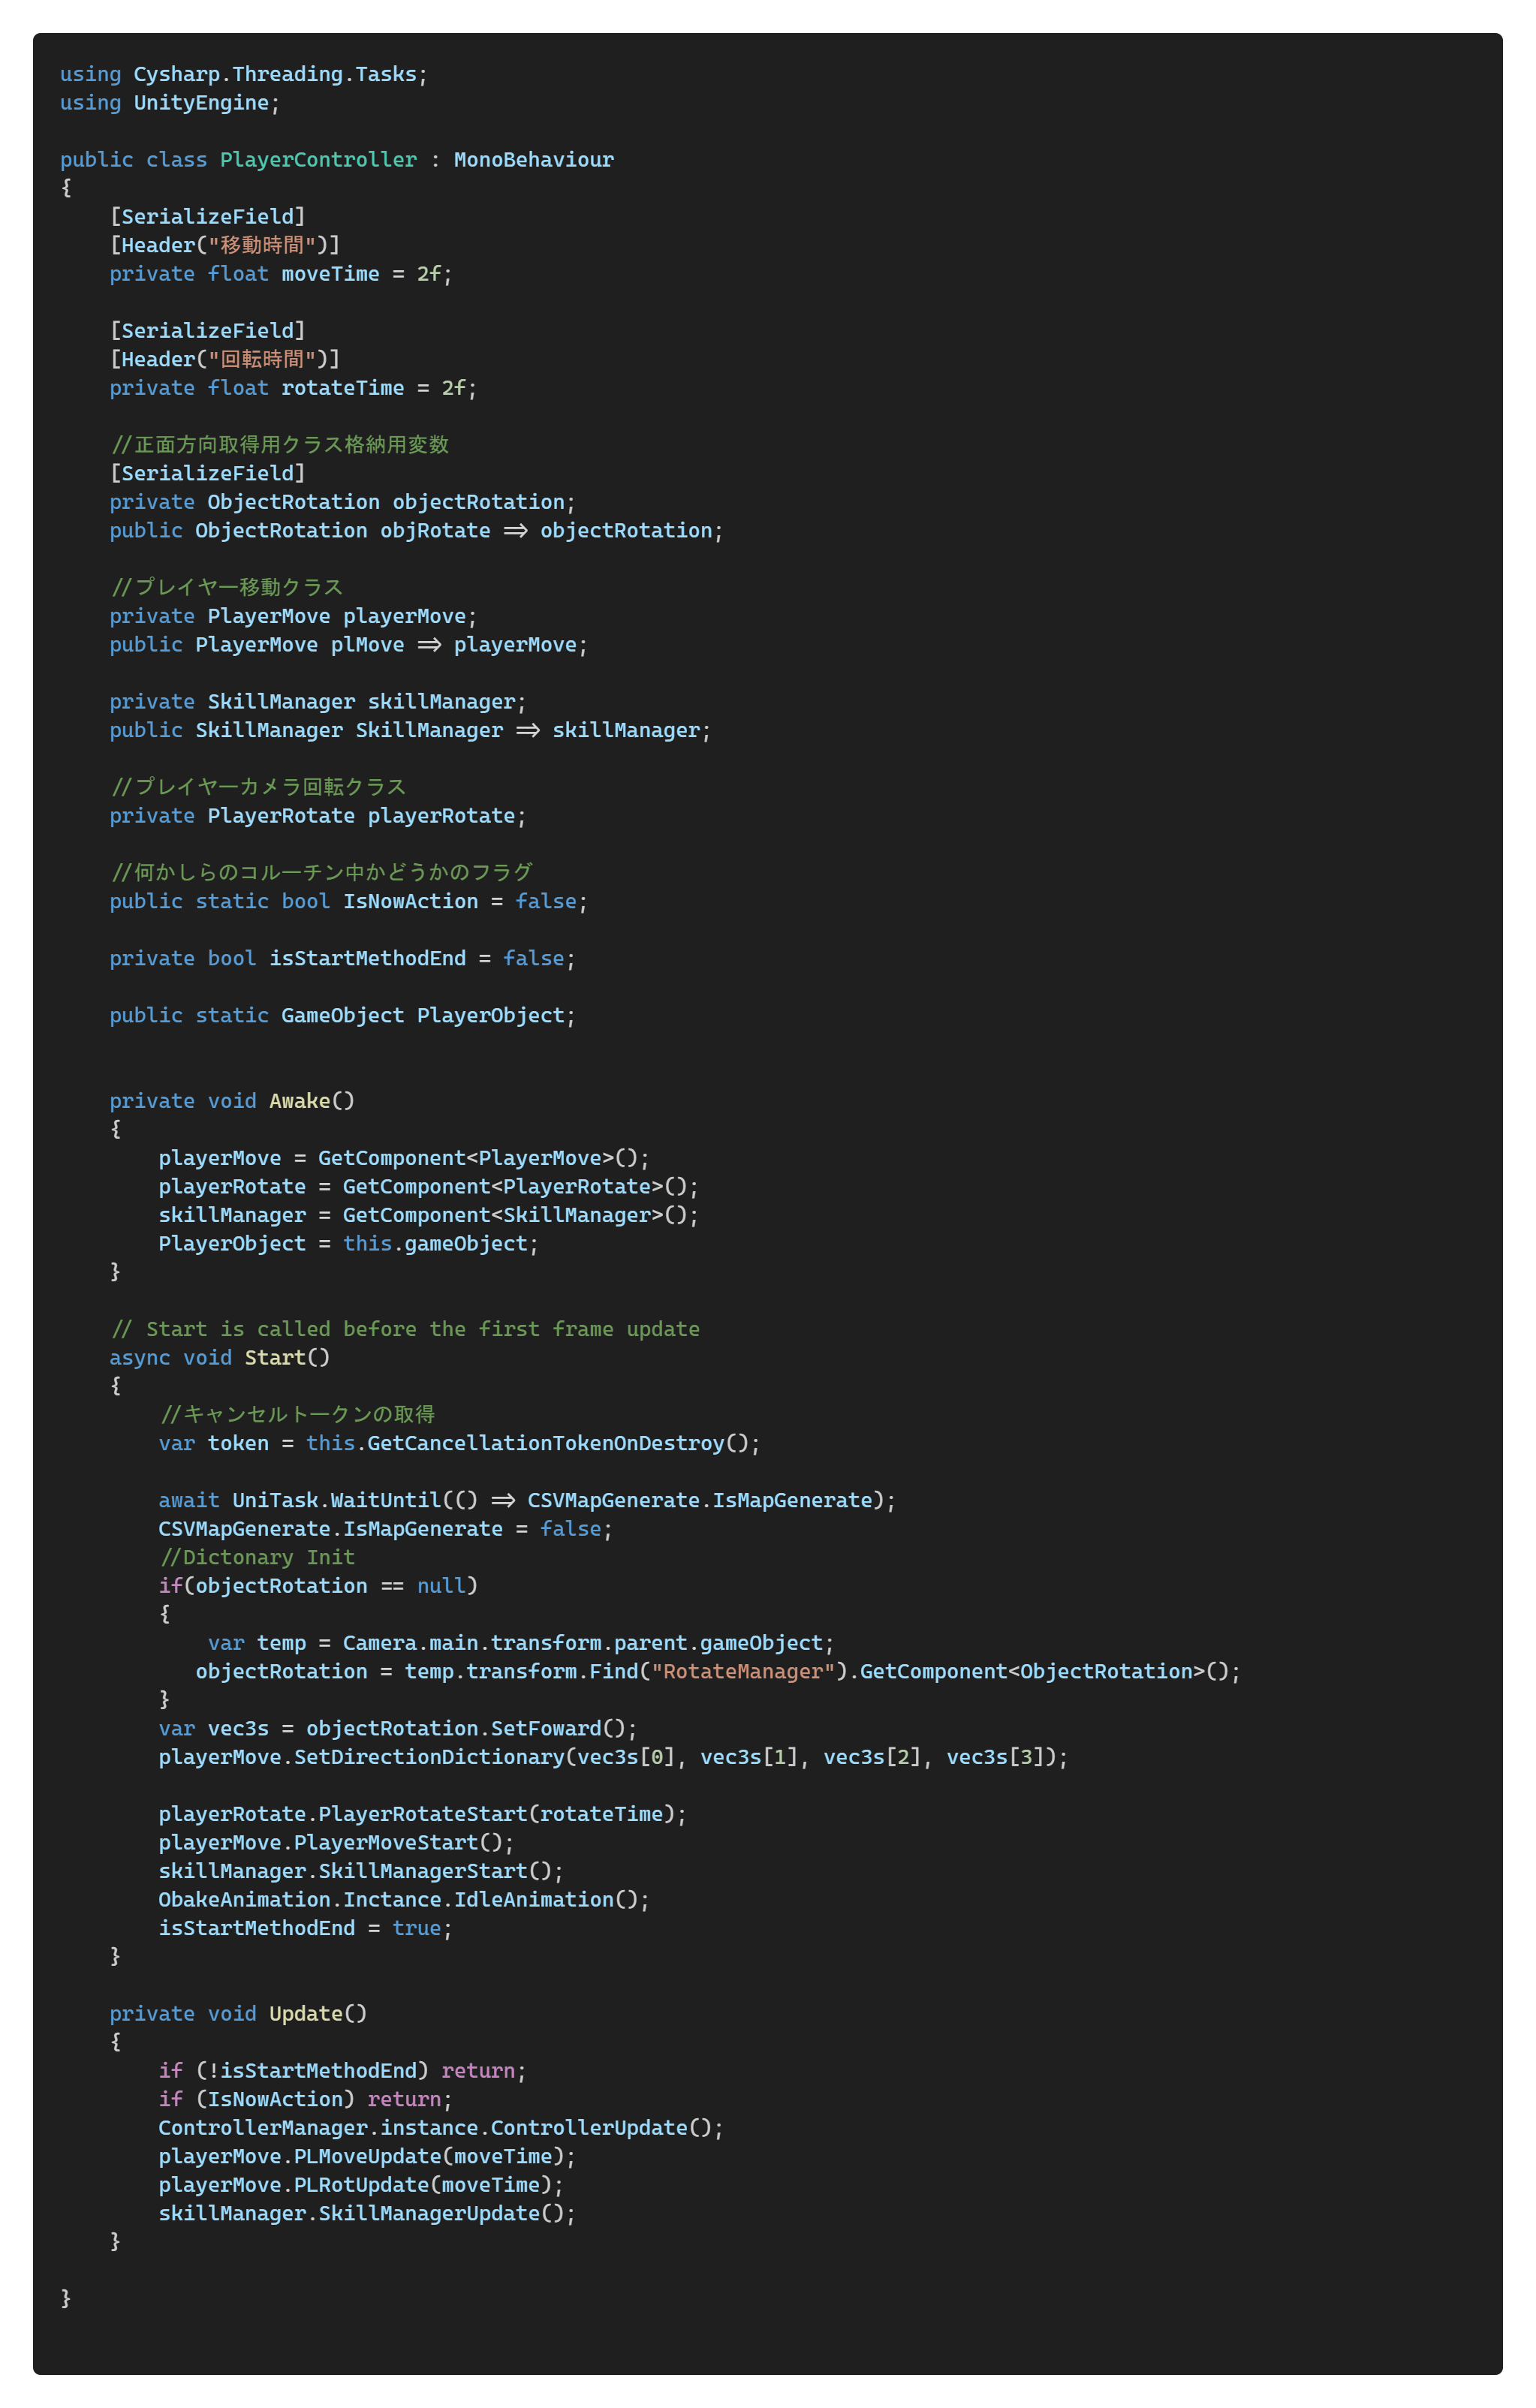 using Cysharp.Threading.Tasks;
using UnityEngine;

public class PlayerController : MonoBehaviour
{
    [SerializeField]
    [Header("移動時間")]
    private float moveTime = 2f;

    [SerializeField]
    [Header("回転時間")]
    private float rotateTime = 2f;

    //正面方向取得用クラス格納用変数
    [SerializeField]
    private ObjectRotation objectRotation;
    public ObjectRotation objRotate => objectRotation;

    //プレイヤー移動クラス
    private PlayerMove playerMove;
    public PlayerMove plMove => playerMove;

    private SkillManager skillManager;
    public SkillManager SkillManager => skillManager;

    //プレイヤーカメラ回転クラス
    private PlayerRotate playerRotate;

    //何かしらのコルーチン中かどうかのフラグ
    public static bool IsNowAction = false;

    private bool isStartMethodEnd = false;

    public static GameObject PlayerObject;


    private void Awake()
    {
        playerMove = GetComponent<PlayerMove>();
        playerRotate = GetComponent<PlayerRotate>();
        skillManager = GetComponent<SkillManager>();
        PlayerObject = this.gameObject;
    }

    // Start is called before the first frame update
    async void Start()
    {
        //キャンセルトークンの取得
        var token = this.GetCancellationTokenOnDestroy();

        await UniTask.WaitUntil(() => CSVMapGenerate.IsMapGenerate);
        CSVMapGenerate.IsMapGenerate = false;
        //Dictonary Init
        if(objectRotation == null)
        {
            var temp = Camera.main.transform.parent.gameObject;
           objectRotation = temp.transform.Find("RotateManager").GetComponent<ObjectRotation>();
        }
        var vec3s = objectRotation.SetFoward();
        playerMove.SetDirectionDictionary(vec3s[0], vec3s[1], vec3s[2], vec3s[3]);

        playerRotate.PlayerRotateStart(rotateTime);
        playerMove.PlayerMoveStart();
        skillManager.SkillManagerStart();
        ObakeAnimation.Inctance.IdleAnimation();
        isStartMethodEnd = true;
    }

    private void Update()
    {
        if (!isStartMethodEnd) return;
        if (IsNowAction) return;
        ControllerManager.instance.ControllerUpdate();
        playerMove.PLMoveUpdate(moveTime);
        playerMove.PLRotUpdate(moveTime);
        skillManager.SkillManagerUpdate();
    }

}